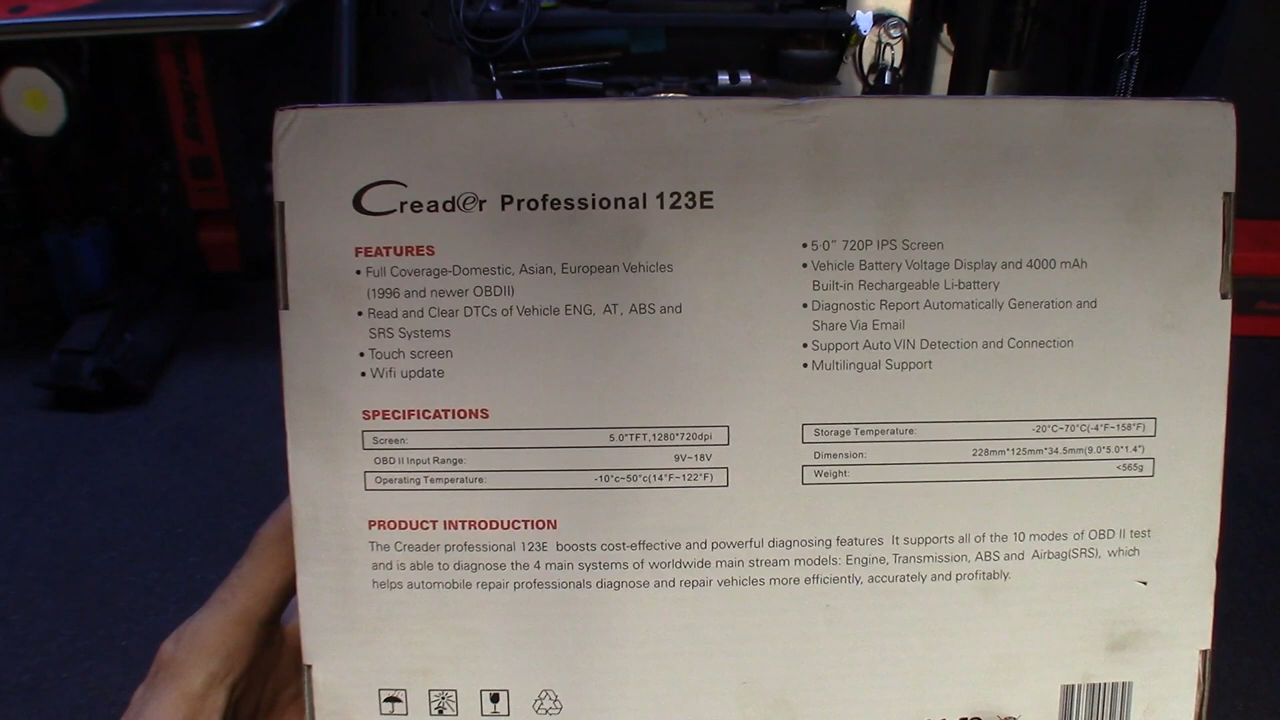 Creader Professional 123E
FEATURES
• Full Coverage-Domestic, Asian, European Vehicles
(1996 and newer OBDII)
• Read and Clear DTCs of Vehicle ENG, AT, ABS and
SRS Systems
• Touch screen
• Wifi update
• 5.0" 720P IPS Screen
• Vehicle Battery Voltage Display and 4000 mAh
Built-in Rechargeable Li-battery
• Diagnostic Report Automatically Generation and
Share Via Email
• Support Auto VIN Detection and Connection
• Multilingual Support
SPECIFICATIONS
Screen: 5.0"TFT,1280*720dpi
OBD II Input Range: 9V~18V
Operating Temperature: -10°c~50°c(14°F~122°F)
Storage Temperature: -20°C~70°C(-4°F~158°F)
Dimension: 228mm*125mm*34.5mm(9.0*5.0*1.4")
Weight: <565g
PRODUCT INTRODUCTION
The Creader professional 123E boosts cost-effective and powerful diagnosing features It supports all of the 10 modes of OBD II test
and is able to diagnose the 4 main systems of worldwide main stream models: Engine, Transmission, ABS and Airbag(SRS), which
helps automobile repair professionals diagnose and repair vehicles more efficiently, accurately and profitably.